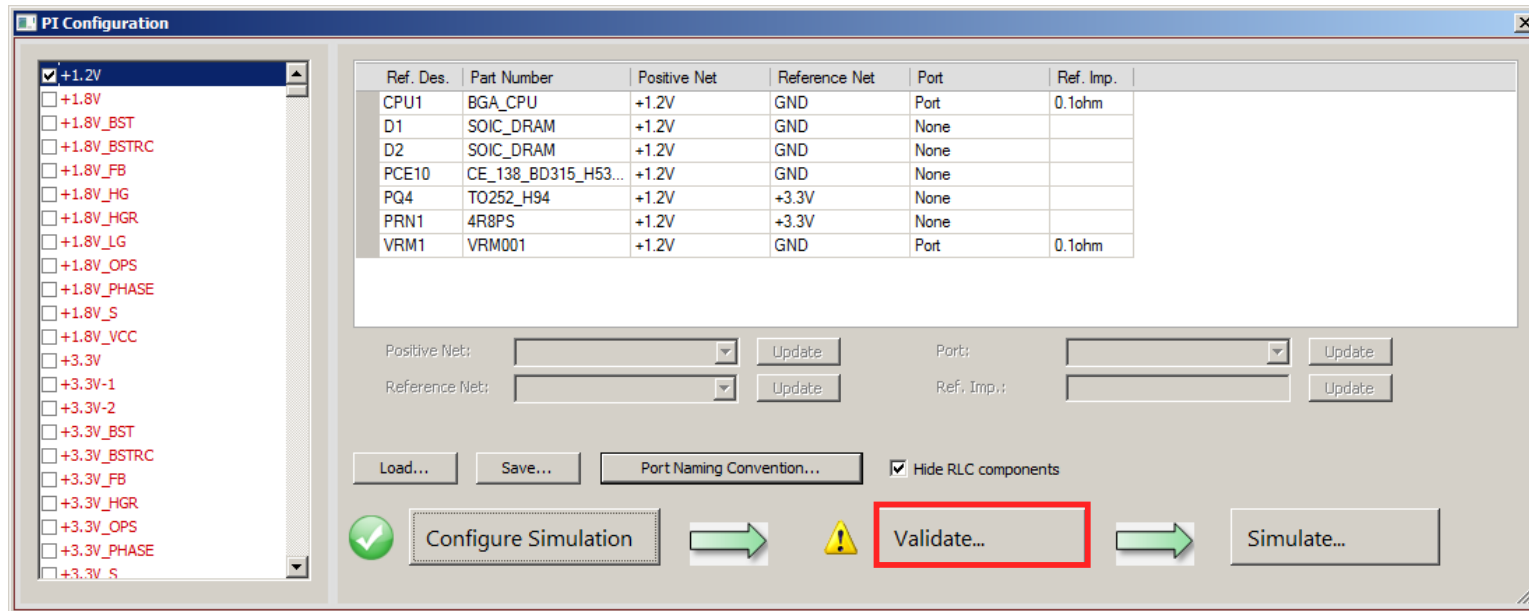 PI Configuration
+1.2V
+1.8V
+1.8V_BST
+1.8V_BSTRC
+1.8V_FB
+1.8V_HG
+1.8V_HGR
+1.8V_LG
+1.8V_OPS
+1.8V_PHASE
+1.8V_S
+1.8V_VCC
+3.3V
+3.3V-1
+3.3V-2
+3.3V_BST
+3.3V_BSTRC
+3.3V_FB
+3.3V_HGR
+3.3V_OPS
+3.3V_PHASE
+3.3V_S
Ref. Des. Part Number Positive Net Reference Net Port Ref. Imp.
CPU1 BGA_CPU +1.2V GND Port 0.1ohm
D1 SOIC_DRAM +1.2V GND None
D2 SOIC_DRAM +1.2V GND None
PCE10 CE_138_BD315_H53... +1.2V GND None
PQ4 TO252_H94 +1.2V +3.3V None
PRN1 4R8PS +1.2V +3.3V None
VRM1 VRM001 +1.2V GND Port 0.1ohm
Positive Net: Update Port: Update
Reference Net: Update Ref. Imp.: Update
Load... Save... Port Naming Convention... Hide RLC components
Configure Simulation Validate... Simulate...